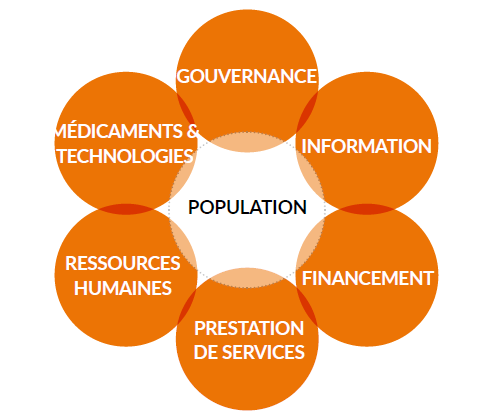 GOUVERNANCE
MÉDICAMENTS &
TECHNOLOGIES
INFORMATION
POPULATION
RESSOURCES
HUMAINES
FINANCEMENT
PRESTATION
DE SERVICES